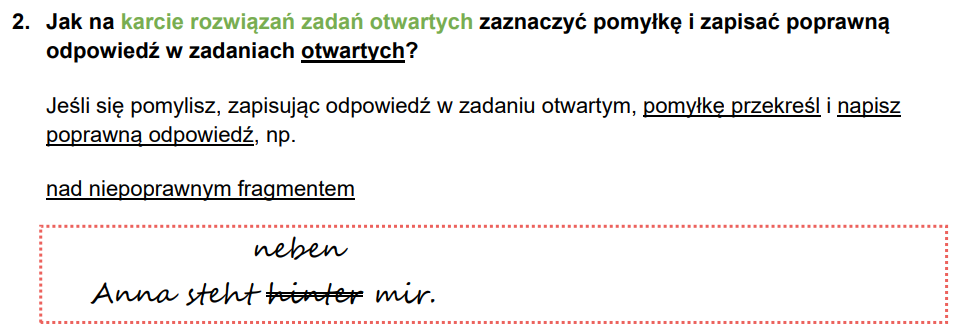 2. Jak na karcie rozwiązań zadań otwartych zaznaczyć pomyłkę i zapisać poprawną
odpowiedź w zadaniach otwartych?
Jeśli się pomylisz, zapisując odpowiedź w zadaniu otwartym, pomyłkę przekreśl i napisz
poprawną odpowiedź, np.
nad niepoprawnym fragmentem
neben
Anna steht hinter mir.